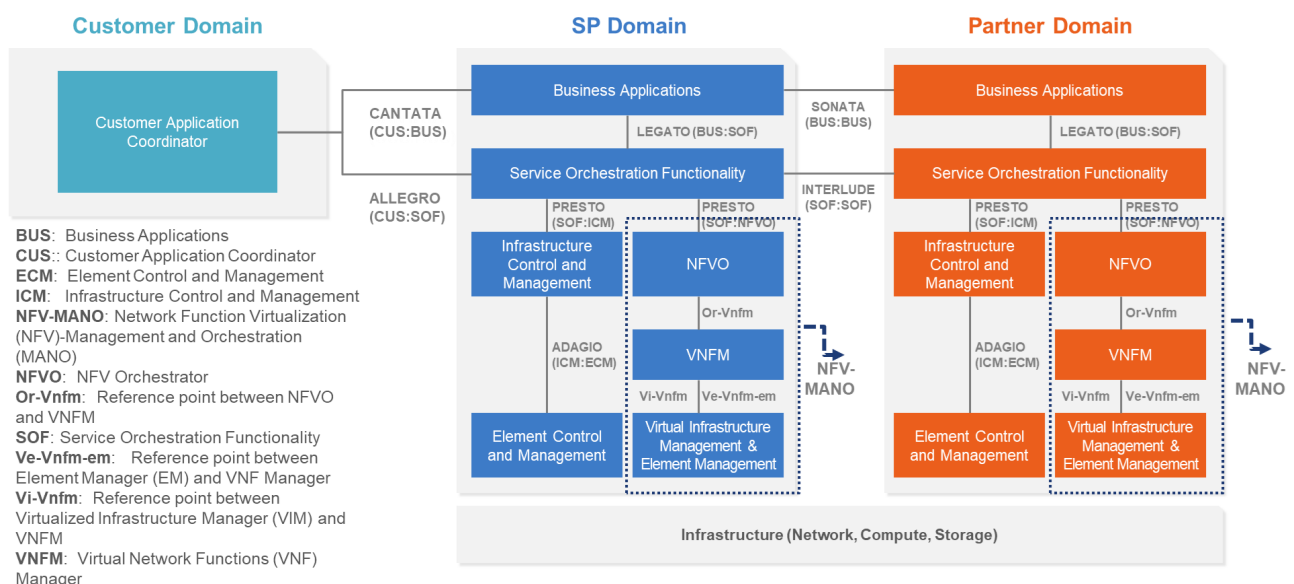 Customer Domain
SP Domain
Partner Domain
Customer Application
Coordinator
CANTATA
(CUS:BUS)
ALLEGRO
(CUS:SOF)
Business Applications
LEGATO (BUS:SOF)
Service Orchestration Functionality
PRESTO
(SOF:ICM)
PRESTO
(SOF:NFVO)
Infrastructure
Control and
Management
NFVO
Or-Vnfm
ADAGIO
(ICM:ECM)
VNFM
Vi-Vnfm
Ve-Vnfm-em
Element Control
and Management
Virtual Infrastructure
Management &
Element Management
NFV-
MANO
SONATA
(BUS:BUS)
INTERLUDE
(SOF:SOF)
Business Applications
LEGATO (BUS:SOF)
Service Orchestration Functionality
PRESTO
(SOF:ICM)
PRESTO
(SOF:NFVO)
Infrastructure
Control and
Management
NFVO
Or-Vnfm
ADAGIO
(ICM:ECM)
VNFM
Vi-Vnfm
Ve-Vnfm-em
Element Control
and Management
Virtual Infrastructure
Management &
Element Management
NFV-
MANO
BUS: Business Applications
CUS:: Customer Application Coordinator
ECM: Element Control and Management
ICM: Infrastructure Control and Management
NFV-MANO: Network Function Virtualization
(NFV)-Management and Orchestration
(MANO)
NFVO: NFV Orchestrator
Or-Vnfm: Reference point between NFVO
and VNFM
SOF: Service Orchestration Functionality
Ve-Vnfm-em: Reference point between
Element Manager (EM) and VNF Manager
Vi-Vnfm: Reference point between
Virtualized Infrastructure Manager (VIM) and
VNFM
VNFM: Virtual Network Functions (VNF)
Manager
Infrastructure (Network, Compute, Storage)